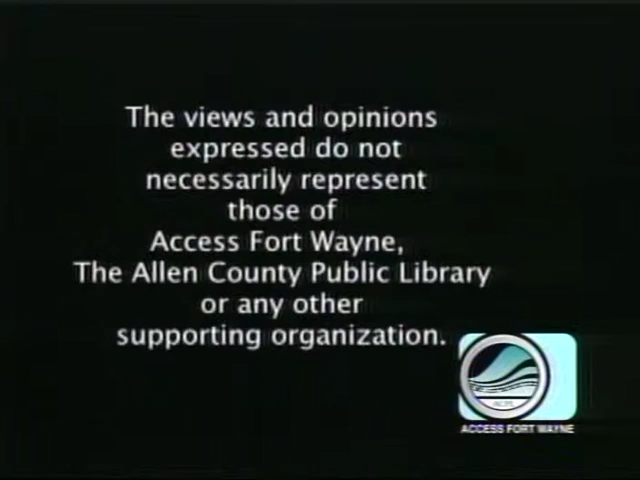 The views and opinions
expressed do not
necessarily represent
those of
Access Fort Wayne,
The Allen County Public Library
or any other
supporting organization.
ACPL
ACCESS FORT WAYNE